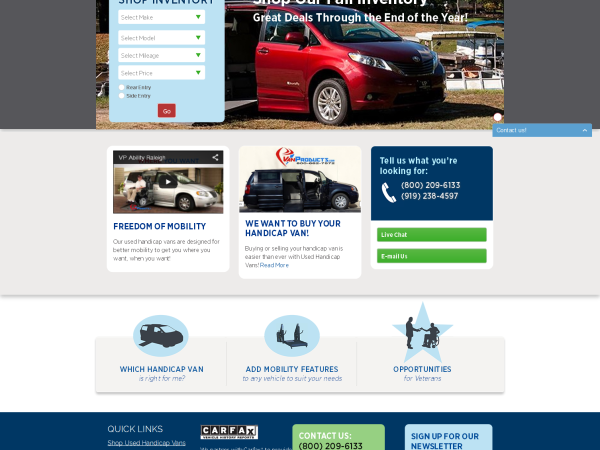 SHOP INVENTORY
Select Make
Select Model
Select Mileage
Select Price
Rear Entry
Side Entry
Go
Shop Our Full Inventory
Great Deals Through the End of the Year!
Contact us!
VP Ability Raleigh
FREEDOM OF MOBILITY
Our used handicap vans are designed for
better mobility to get you where you
want, when you want!
VANPRODUCTS
WE WANT TO BUY YOUR
HANDICAP VAN!
Buying or selling your handicap van is
easier than ever with Used Handicap
Vans! Read More
Tell us what you're
looking for:
(800) 209-6133
(919) 238-4597
Live Chat
E-mail Us
WHICH HANDICAP VAN
is right for me?
ADD MOBILITY FEATURES
to any vehicle to suit your needs
OPPORTUNITIES
for Veterans
QUICK LINKS
Shop Used Handicap Vans
CARFAX
VEHICLE HISTORY REPORTS
CONTACT US:
(800) 209-6133
SIGN UP FOR OUR
NEWSLETTER